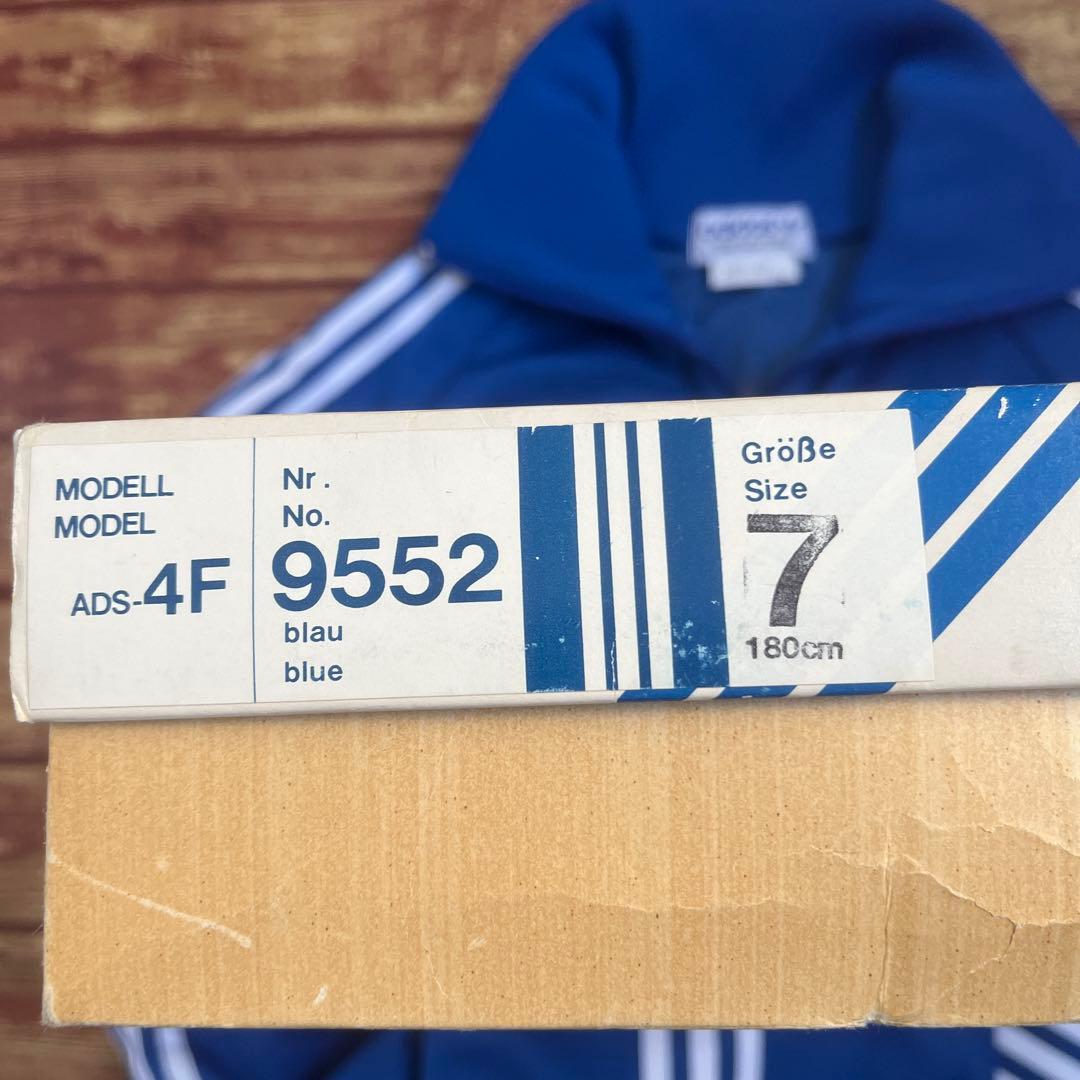 MODELL
MODEL
ADS-4F
Nr.
No.
9552
blau
blue
Größe
Size
7
180cm